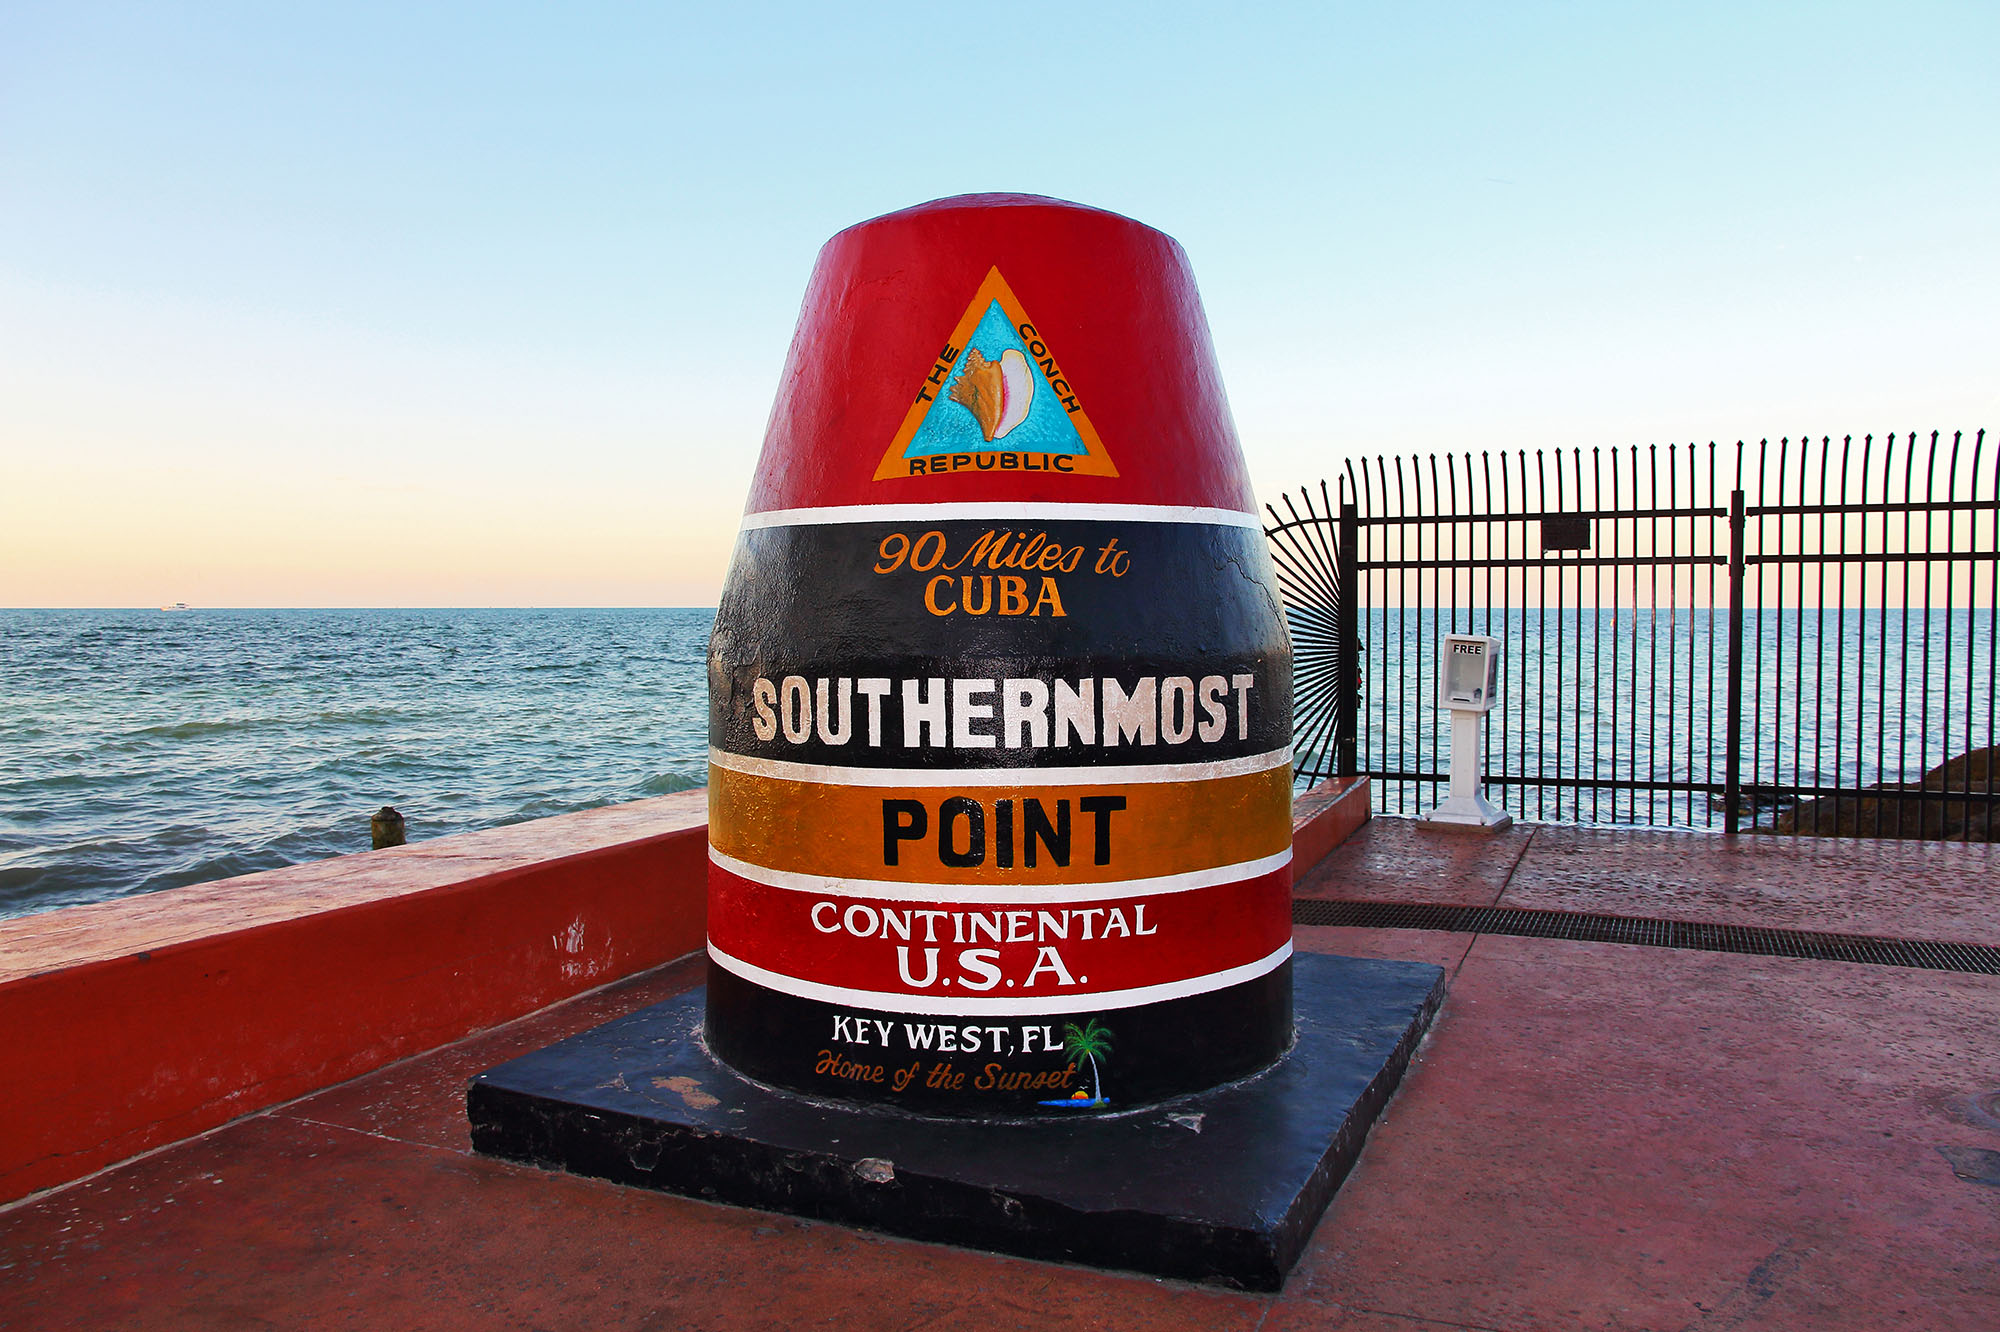 THE CONCH
REPUBLIC
90 Miles to
CUBA
SOUTHERNMOST
POINT
CONTINENTAL
U.S.A.
KEY WEST, FL
Home of the Sunset
FREE